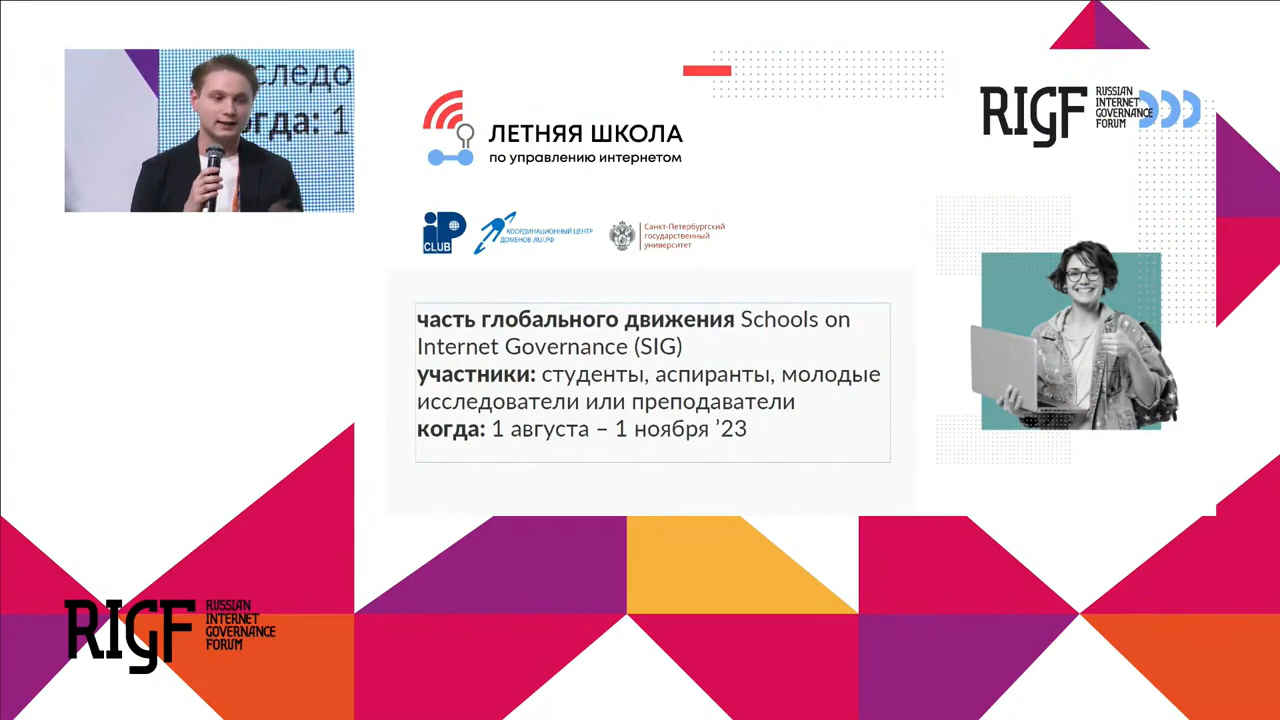 следо
гда: 1
ЛЕТНЯЯ ШКОЛА
по управлению интернетом
RIGF
RUSSIAN
INTERNET
GOVERNANCE
FORUM
iP
CLUB
КООРДИНАЦИОННЫЙ ЦЕНТР
ДОМЕНОВ .RU/.РФ
Санкт-Петербургский
государственный
университет
часть глобального движения Schools on
Internet Governance (SIG)
участники: студенты, аспиранты, молодые
исследователи или преподаватели
когда: 1 августа – 1 ноября ’23
RIGF
RUSSIAN
INTERNET
GOVERNANCE
FORUM